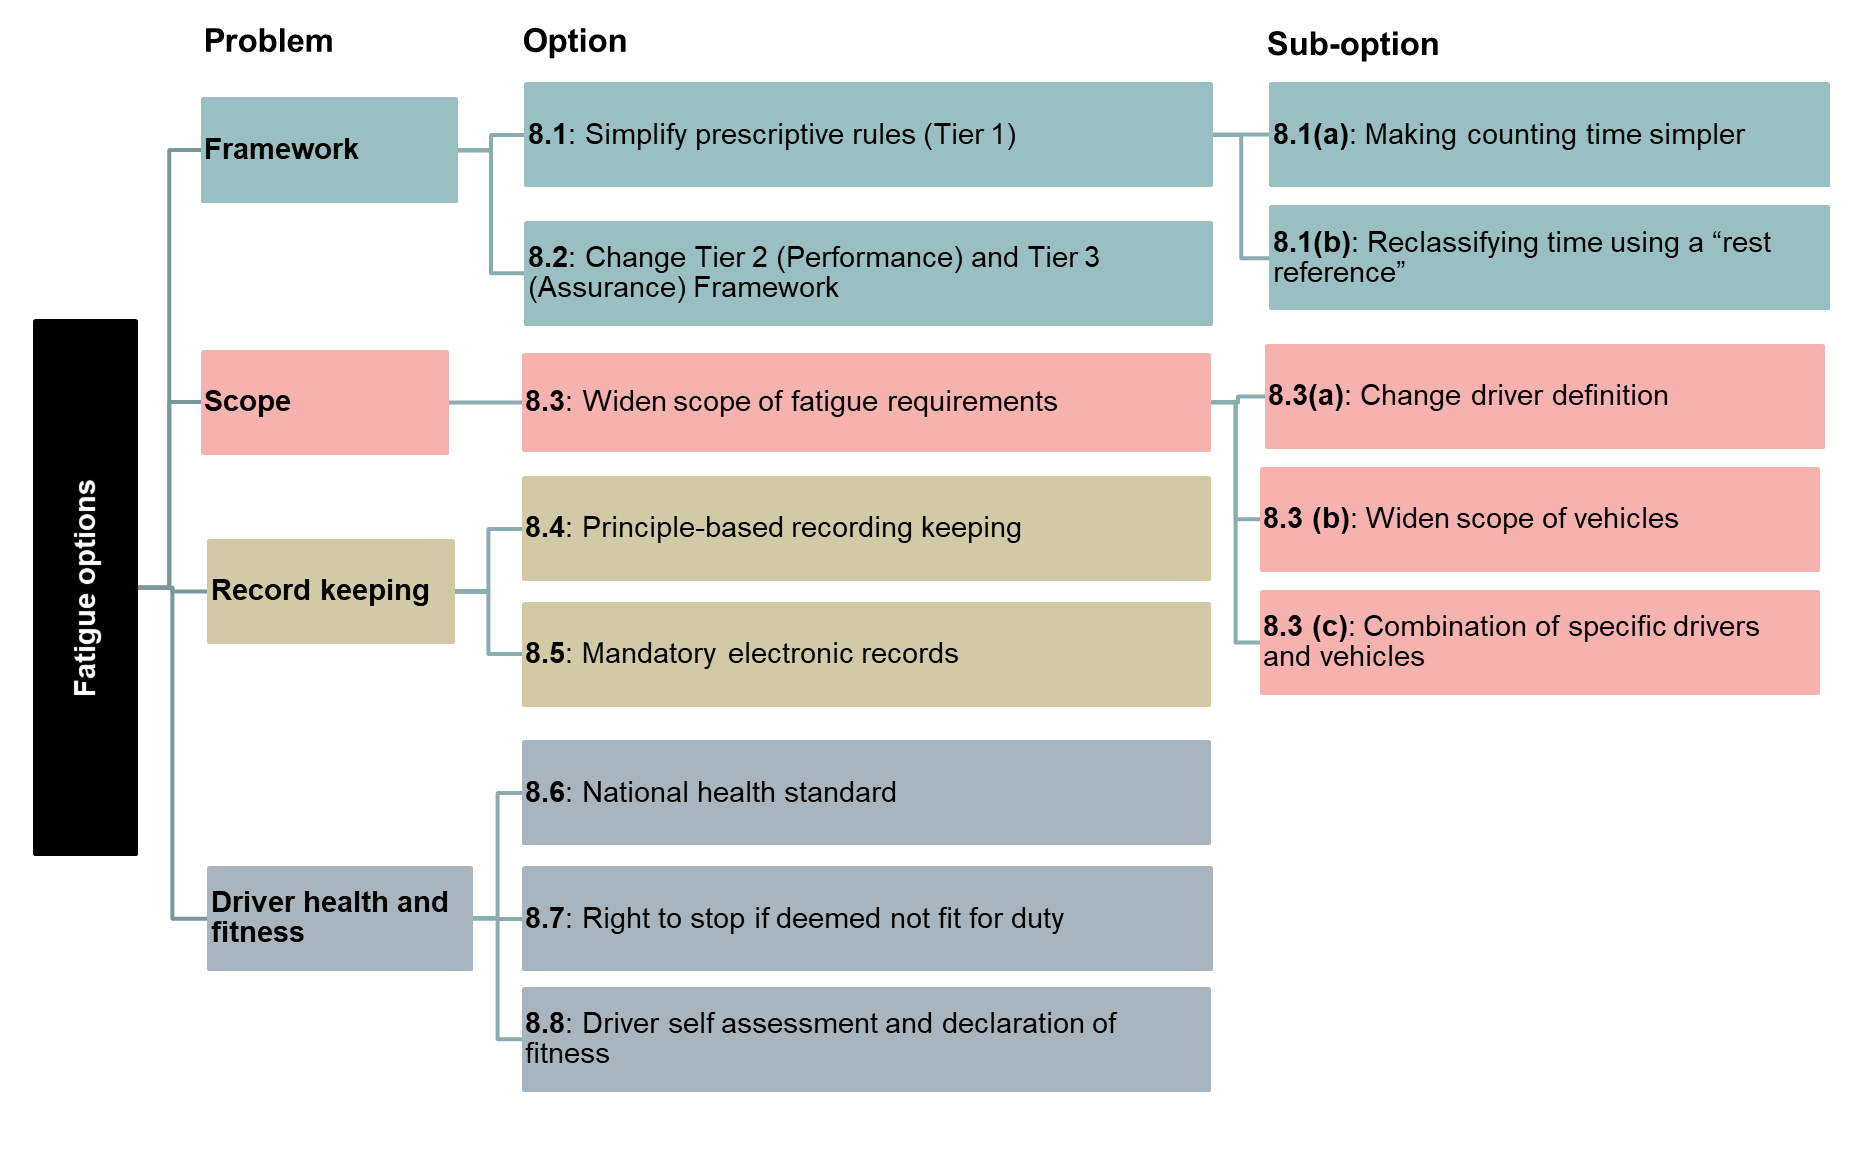 Problem
Option
Sub-option
Fatigue options
Framework
8.1: Simplify prescriptive rules (Tier 1)
8.1(a): Making counting time simpler
8.1(b): Reclassifying time using a “rest
reference”
8.2: Change Tier 2 (Performance) and Tier 3
(Assurance) Framework
Scope
8.3: Widen scope of fatigue requirements
8.3(a): Change driver definition
8.3 (b): Widen scope of vehicles
8.3 (c): Combination of specific drivers
and vehicles
Record keeping
8.4: Principle-based recording keeping
8.5: Mandatory electronic records
Driver health and
fitness
8.6: National health standard
8.7: Right to stop if deemed not fit for duty
8.8: Driver self assessment and declaration of
fitness